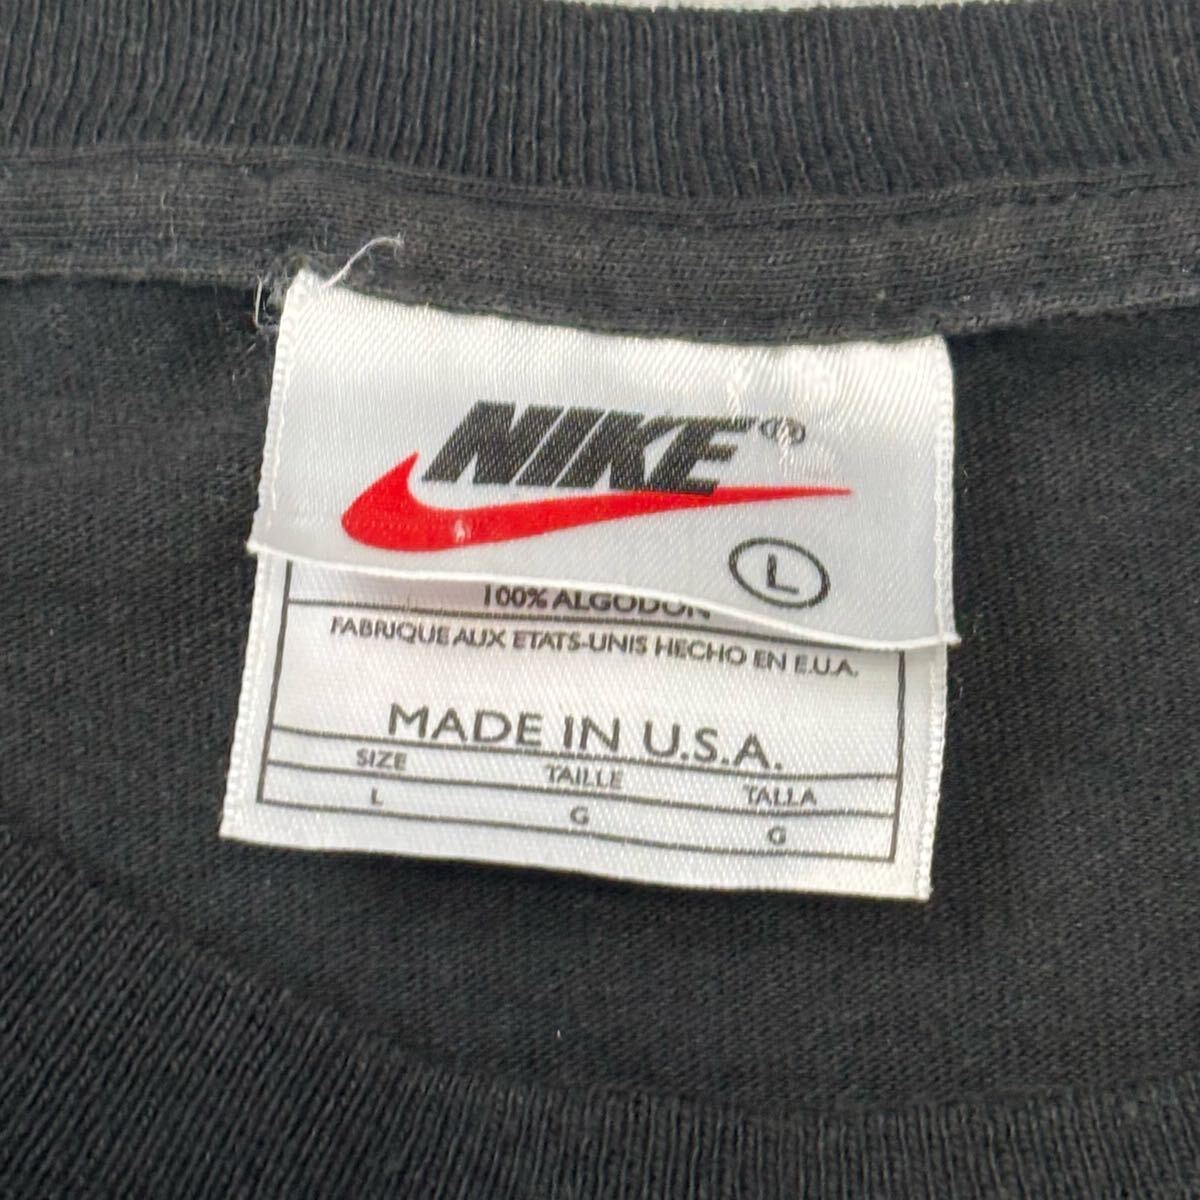 NIKE®
L
100% ALGODON
FABRIQUE AUX ETATS-UNIS HECHO EN E.U.A.
MADE IN U.S.A.
SIZE TAILLE TALLA
L G G